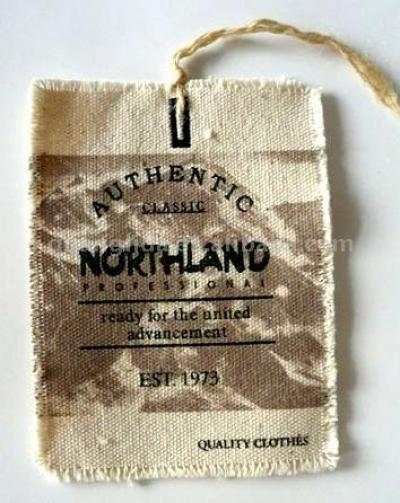 AUTHENTIC
CLASSIC
NORTHLAND
PROFESSIONAL
ready for the united
advancement
EST. 1973
QUALITY CLOTHES